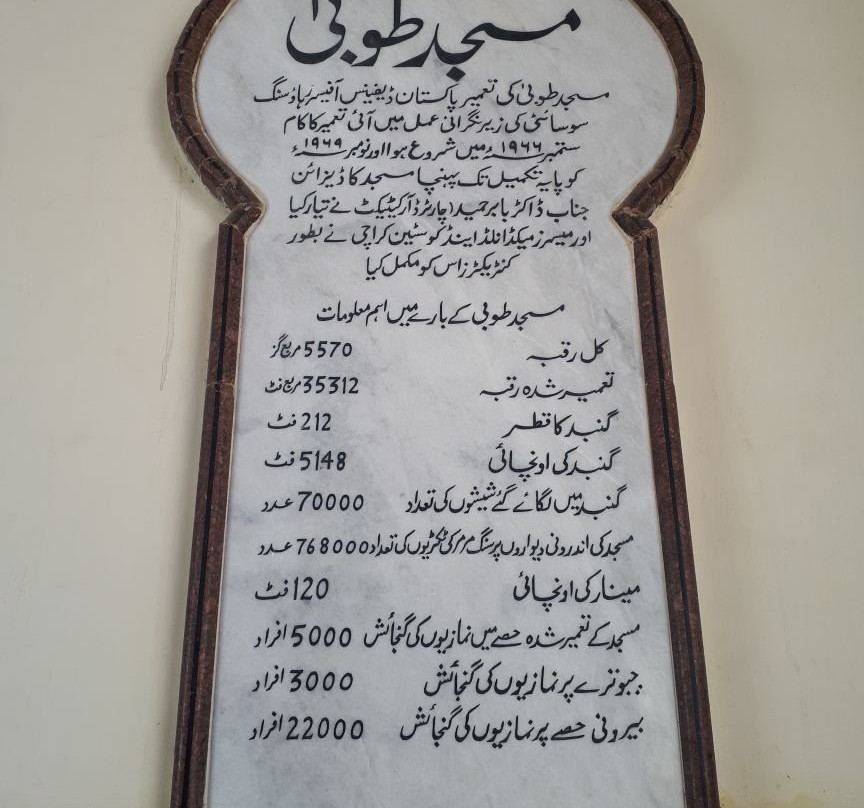 مسجد طوبیٰ
مسجد طوبیٰ کی تعمیر پاکستان ڈیفینس آفیسرز ہاؤسنگ
سوسائٹی کی زیرِ نگرانی عمل میں آئی تعمیر کا کام
ستمبر ۱۹۶۶ء میں شروع ہوا اور نومبر ۱۹۶۹ء
کو پایہ تکمیل تک پہنچا مسجد کا ڈیزائن
جناب ڈاکٹر بابر حمید (چارٹرڈ آرکیٹیکٹ نے تیار کیا
اور میسرز میکڈانلڈ اینڈ کوسٹین کراچی نے بطور
کنٹریکٹرز اس کو مکمل کیا
مسجد طوبیٰ کے بارے میں اہم معلومات
کل رقبہ 5570 مربع گز
تعمیر شدہ رقبہ 35312 مربع فٹ
گنبد کا قطر 212 فٹ
گنبد کی اونچائی 51.48 فٹ
گنبد میں لگائے گئے شیشوں کی تعداد 70000 عدد
مسجد کی اندرونی دیواروں پر سنگ مرمر کی ٹکڑیوں کی تعداد 768000 عدد
مینار کی اونچائی 120 فٹ
مسجد کے تعمیر شدہ حصے میں نمازیوں کی گنجائش 5000 افراد
چبوترے پر نمازیوں کی گنجائش 3000 افراد
بیرونی حصے پر نمازیوں کی گنجائش 22000 افراد